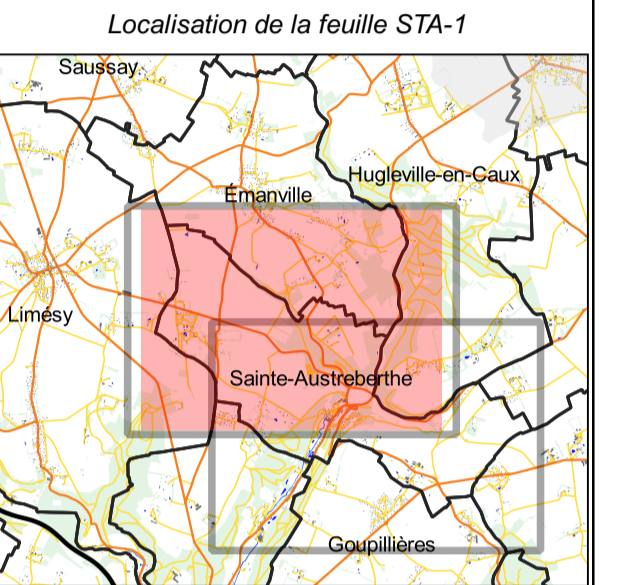 Localisation de la feuille STA-1
Saussay
Hugleville-en-Caux
Émanville
Limésy
Sainte-Austreberthe
Goupillières